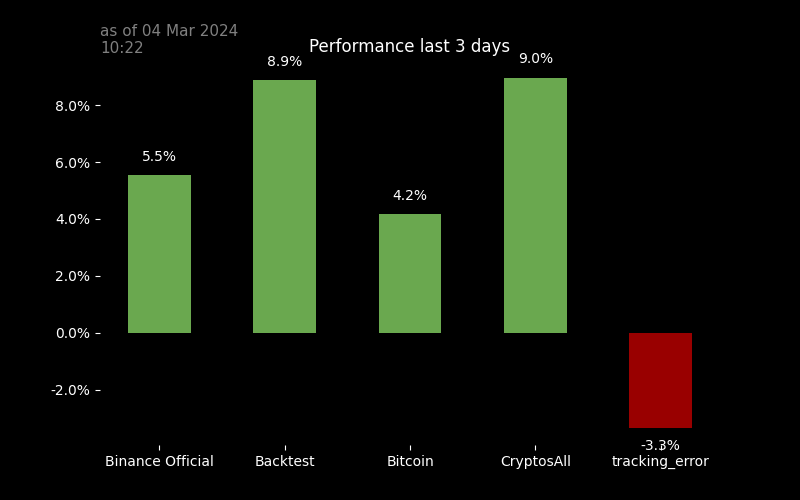 as of 04 Mar 2024
10:22
Performance last 3 days
8.9%
9.0%
8.0%
5.5%
6.0%
4.2%
4.0%
2.0%
0.0%
-2.0%
-3.3%
Binance Official
Backtest
Bitcoin
CryptosAll
tracking_error